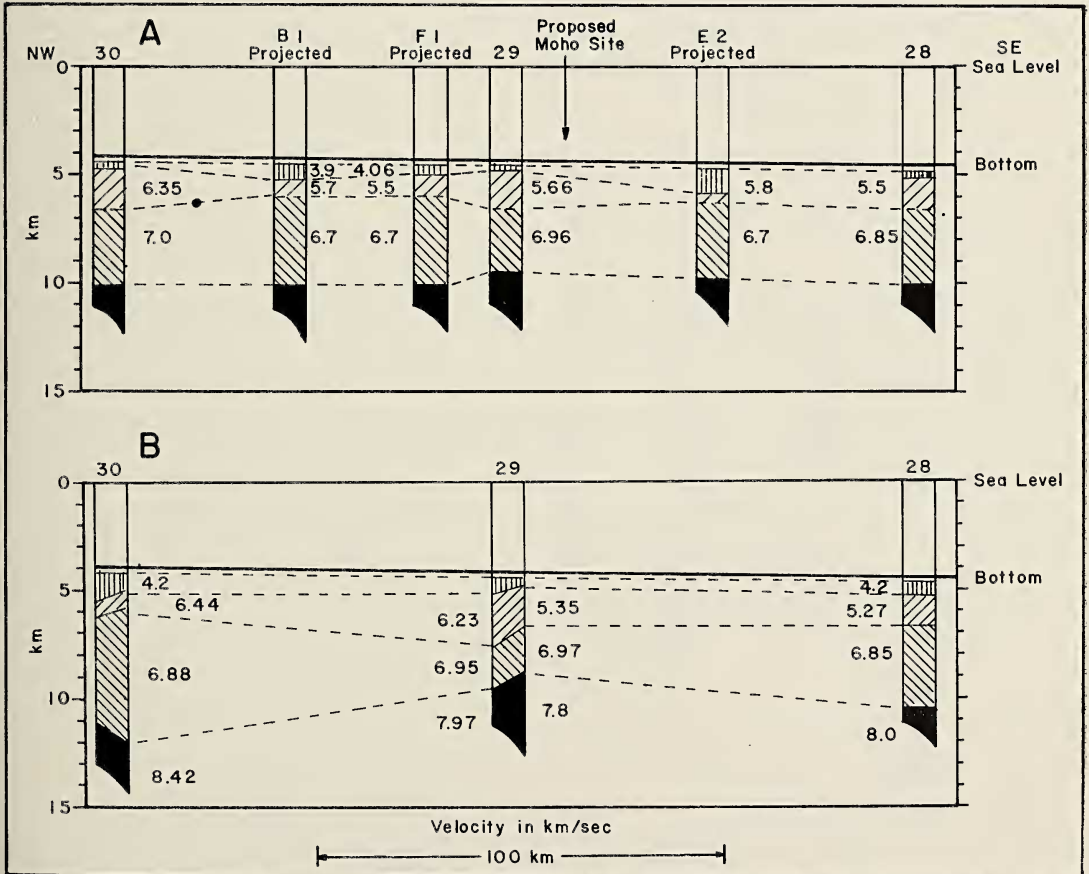 A
NW
30
B 1
Projected
F 1
Projected
29
Proposed
Moho Site
E 2
Projected
28
SE
Sea Level
0
5
10
15
km
Bottom
6.35
3.9
4.06
5.7
5.5
5.66
5.8
5.5
7.0
6.7
6.7
6.96
6.7
6.85
B
30
29
28
0
Sea Level
5
10
15
km
Bottom
4.2
4.2
6.44
6.23
5.35
5.27
6.88
6.95
6.97
6.85
7.97
7.8
8.0
8.42
Velocity in km/sec
100 km